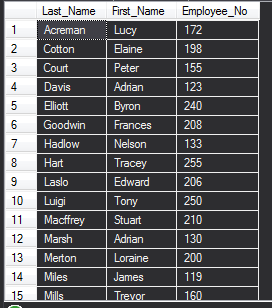 Last_Name First_Name Employee_No
1 Acreman Lucy 172
2 Cotton Elaine 198
3 Court Peter 155
4 Davis Adrian 123
5 Elliott Byron 240
6 Goodwin Frances 208
7 Hadlow Nelson 133
8 Hart Tracey 255
9 Laslo Edward 206
10 Luigi Tony 250
11 Macffrey Stuart 210
12 Marsh Adrian 130
13 Merton Loraine 200
14 Miles James 119
15 Mills Trevor 160